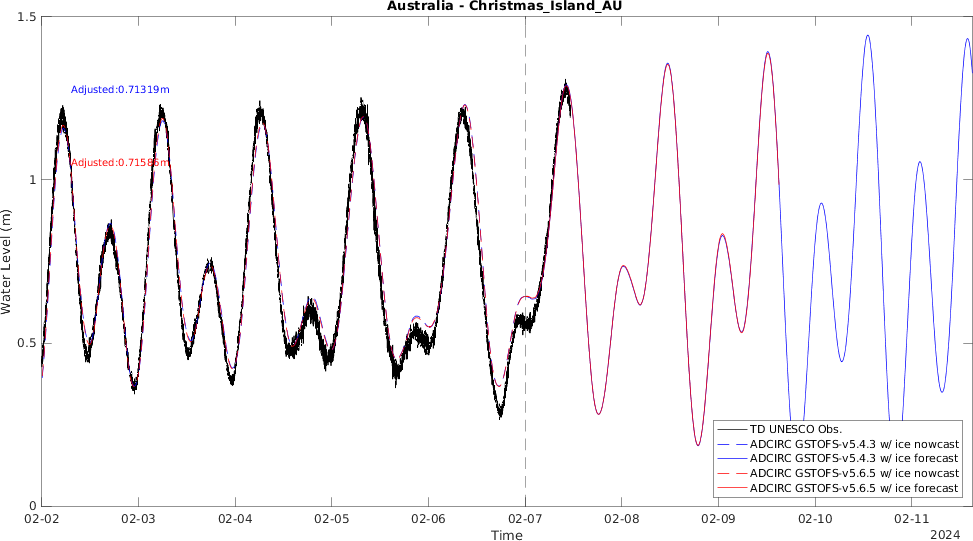 Australia - Christmas_Island_AU
1.5
Adjusted:0.71319m
Adjusted:0.71586m
1
Water Level (m)
0.5
0
TD UNESCO Obs.
ADCIRC GSTOFS-v5.4.3 w/ ice nowcast
ADCIRC GSTOFS-v5.4.3 w/ ice forecast
ADCIRC GSTOFS-v5.6.5 w/ ice nowcast
ADCIRC GSTOFS-v5.6.5 w/ ice forecast
02-02 02-03 02-04 02-05 02-06 02-07 02-08 02-09 02-10 02-11
Time
2024